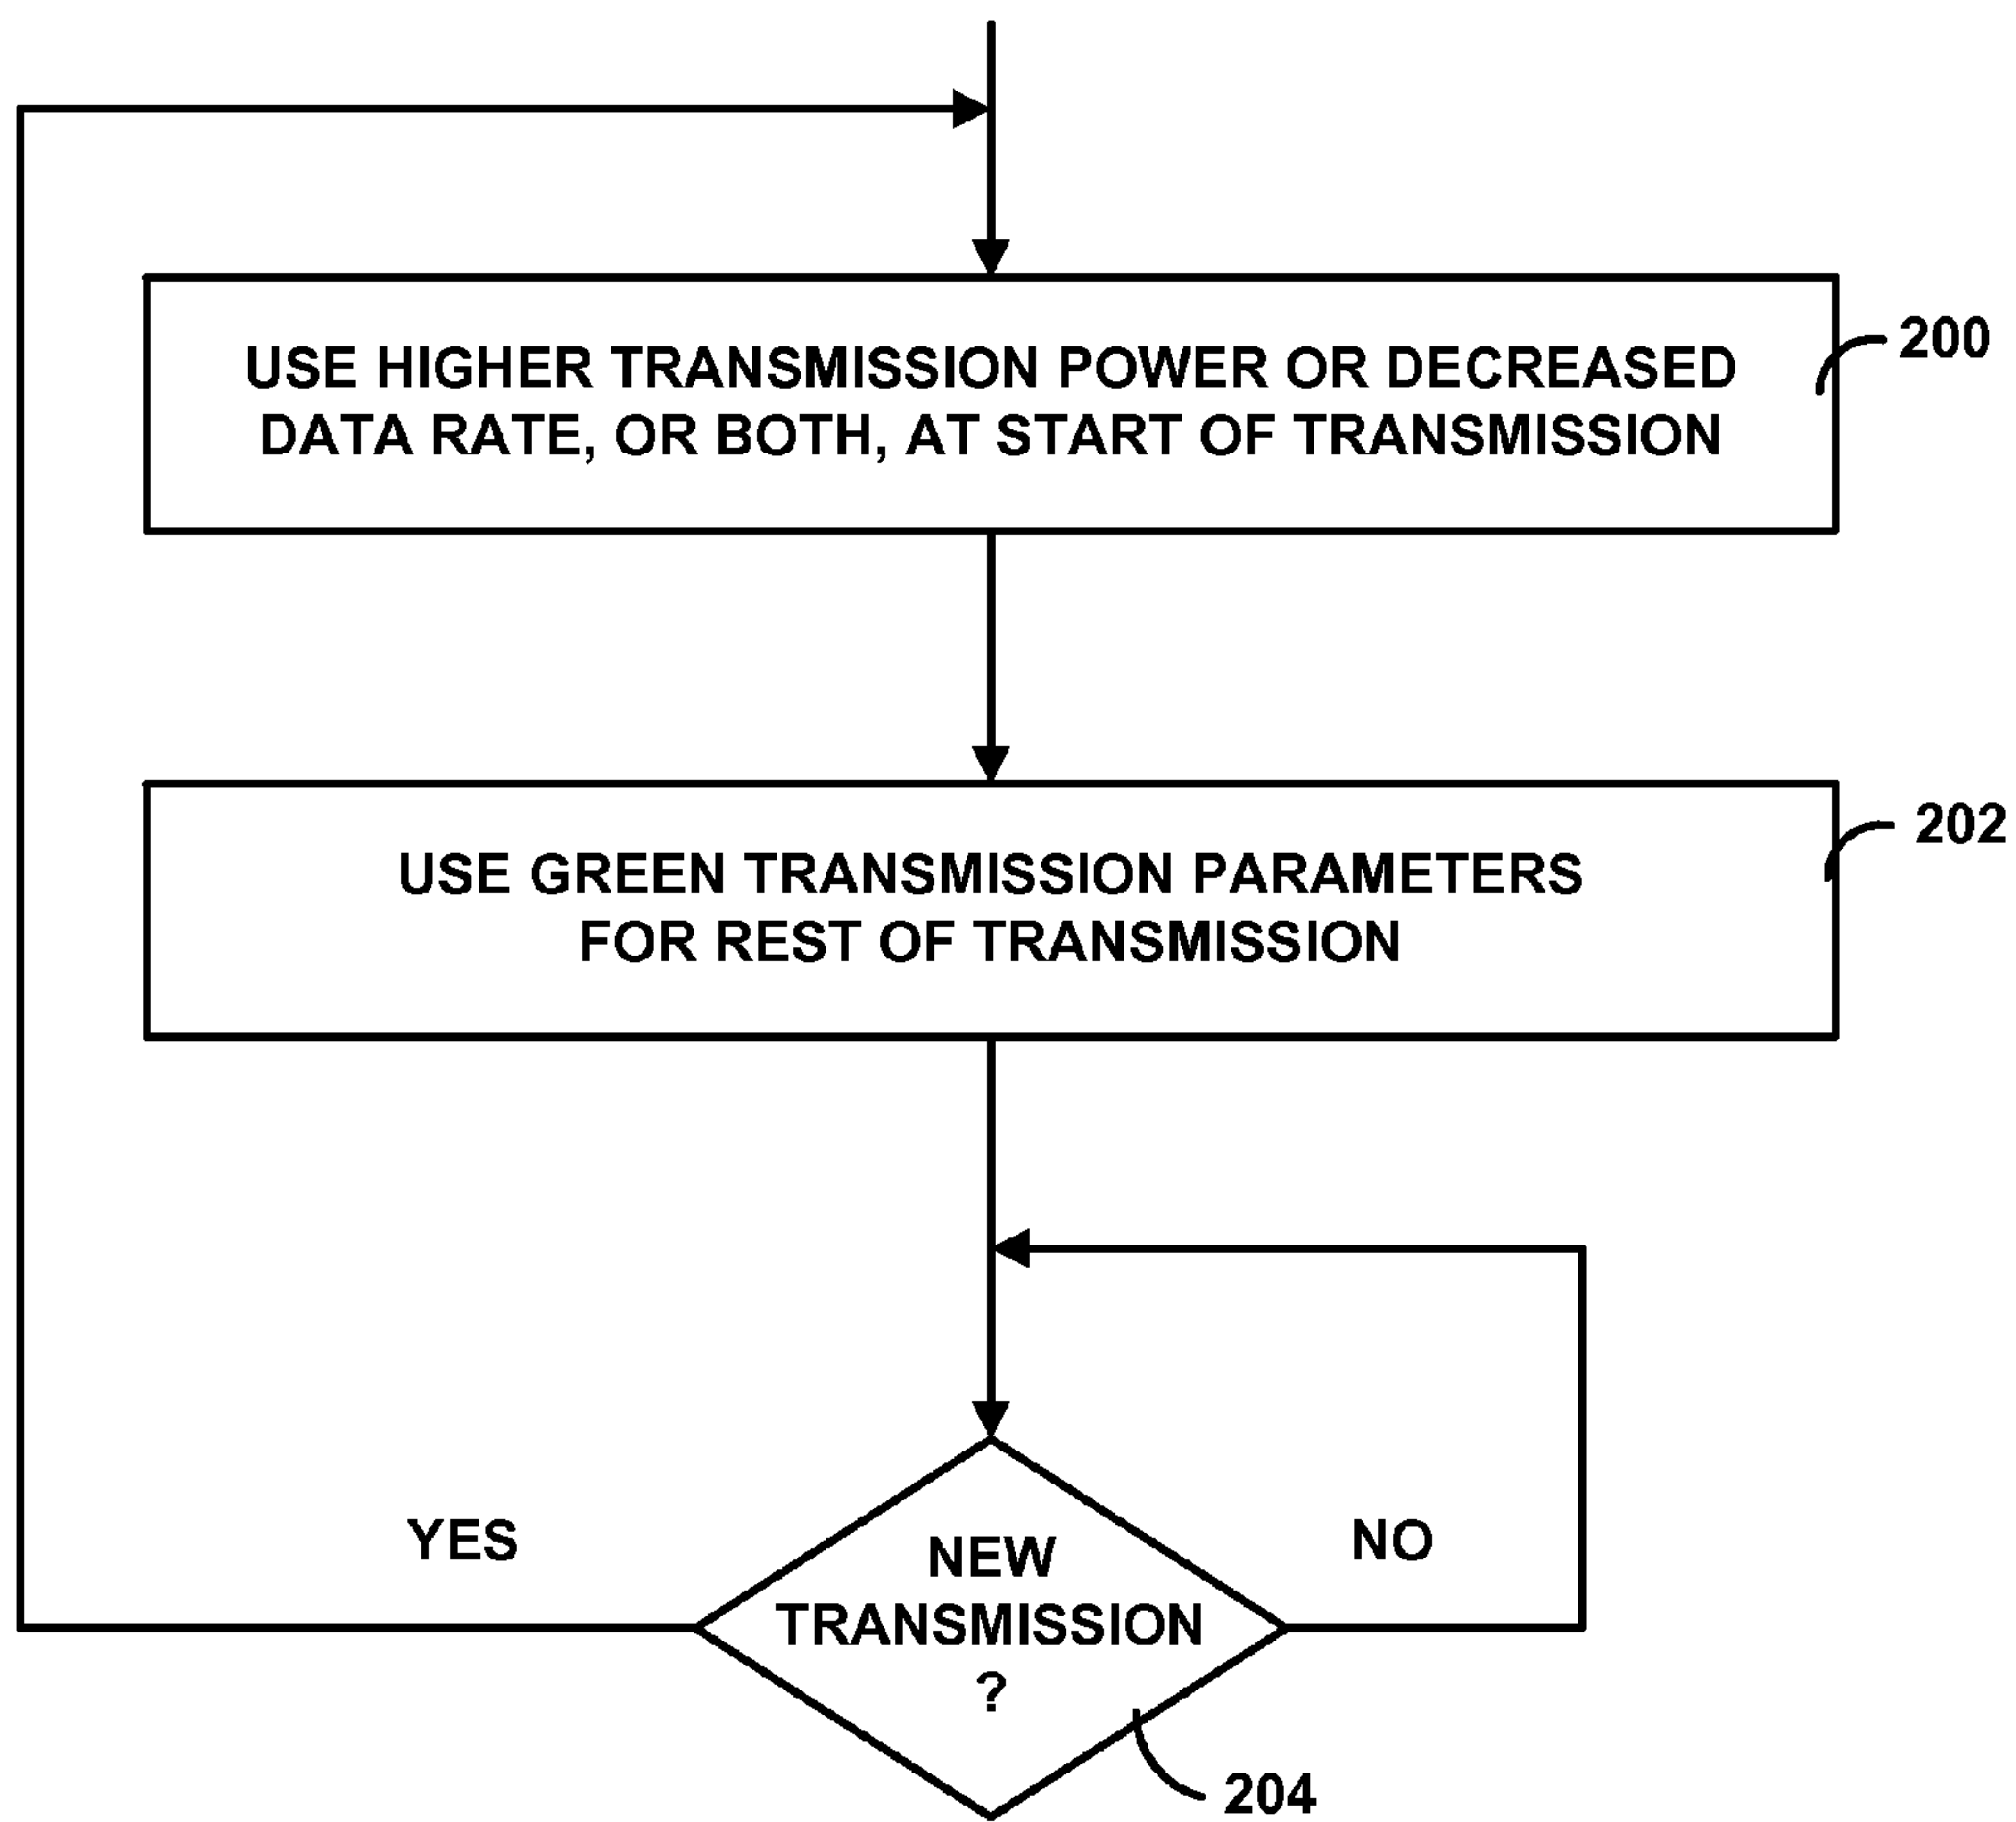 USE HIGHER TRANSMISSION POWER OR DECREASED
DATA RATE, OR BOTH, AT START OF TRANSMISSION
200
USE GREEN TRANSMISSION PARAMETERS
FOR REST OF TRANSMISSION
202
YES
NEW
TRANSMISSION
?
NO
204